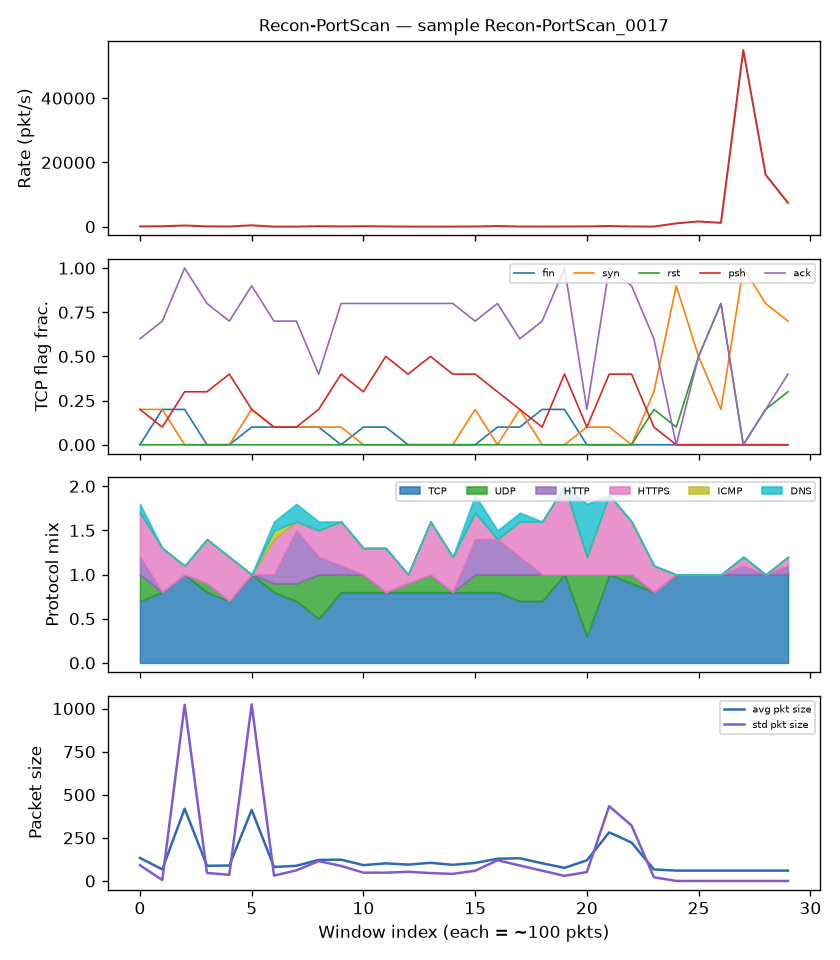 Recon-PortScan — sample Recon-PortScan_0017
Rate (pkt/s)
40000
20000
0
TCP flag frac.
1.00
0.75
0.50
0.25
0.00
fin syn rst psh ack
Protocol mix
2.0
1.5
1.0
0.5
0.0
TCP UDP HTTP HTTPS ICMP DNS
Packet size
1000
750
500
250
0
avg pkt size
std pkt size
0 5 10 15 20 25 30
Window index (each = ~100 pkts)